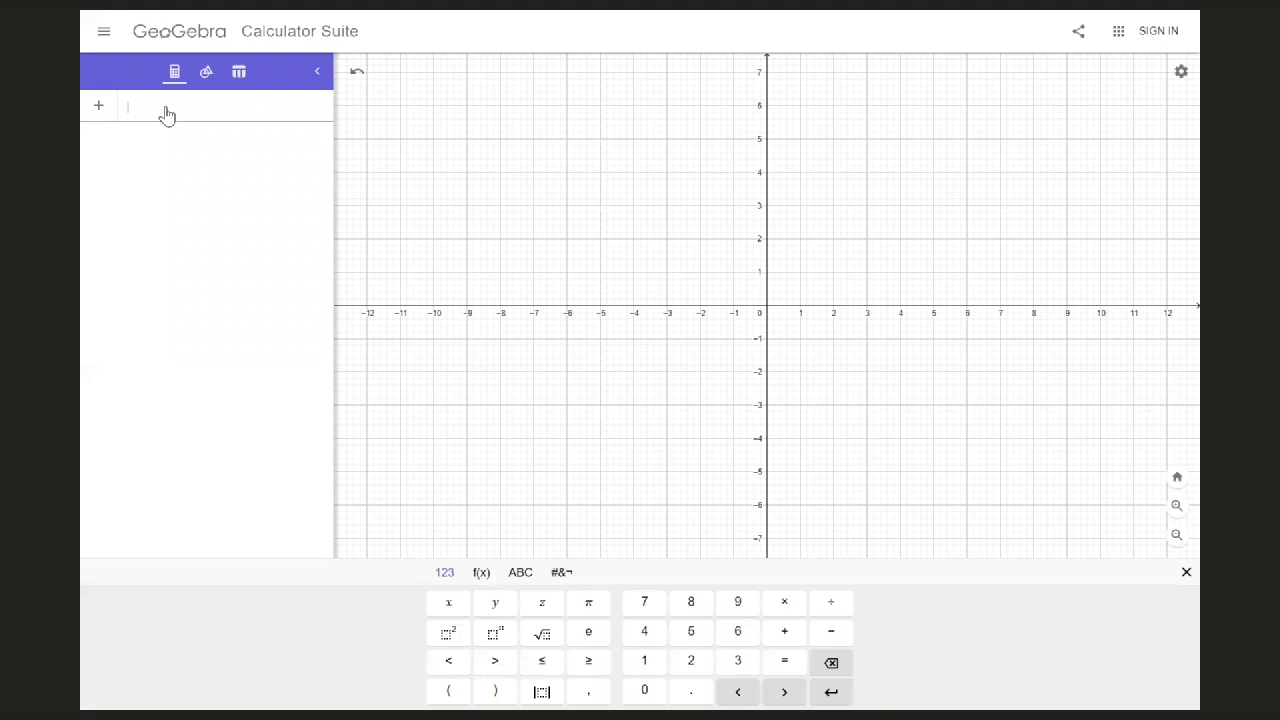 GeoGebra Calculator Suite SIGN IN
7
6
5
4
3
2
1
−12 −11 −10 −9 −8 −7 −6 −5 −4 −3 −2 −1 0 1 2 3 4 5 6 7 8 9 10 11 12
−1
−2
−3
−4
−5
−6
−7
123 f(x) ABC #&¬
x y z π 7 8 9 × ÷
e 4 5 6 + −
< > ≤ ≥ 1 2 3 =
( ) , 0 . < >